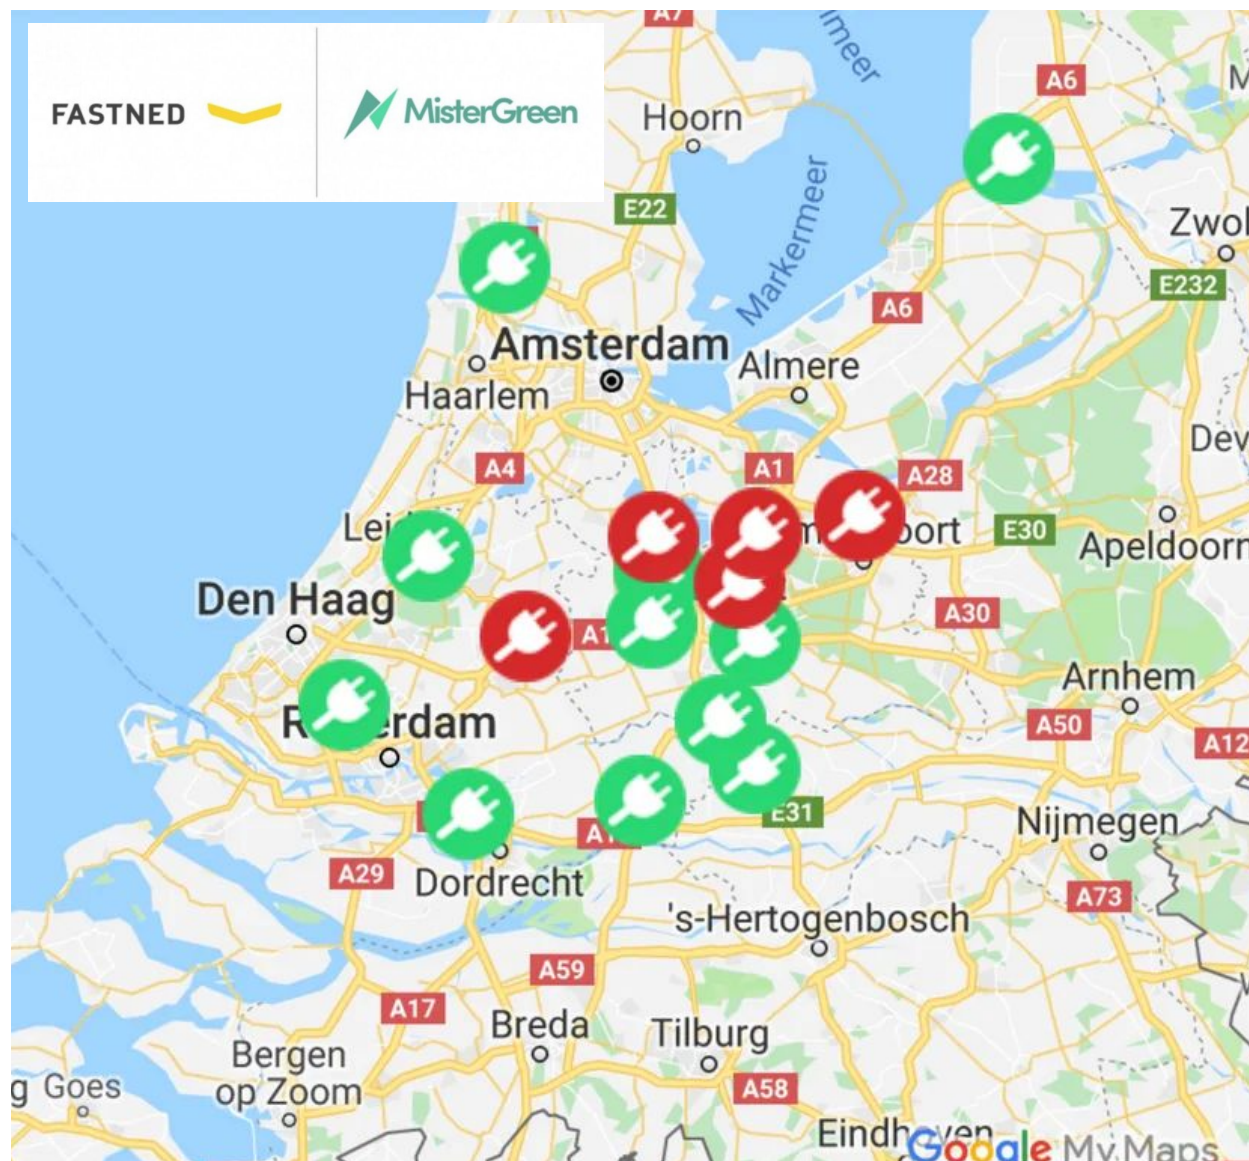 A7
FASTNED
MisterGreen
Hoorn
A6
E22
Markermeer
E232
A6
Amsterdam
Almere
Haarlem
A4
A1
A28
E30
Apeldoorn
Den Haag
A30
Arnhem
A50
A12
E31
Nijmegen
A29
Dordrecht
A73
's-Hertogenbosch
A59
A17
Breda
Tilburg
Bergen
op Zoom
Goes
A58
Google My Maps